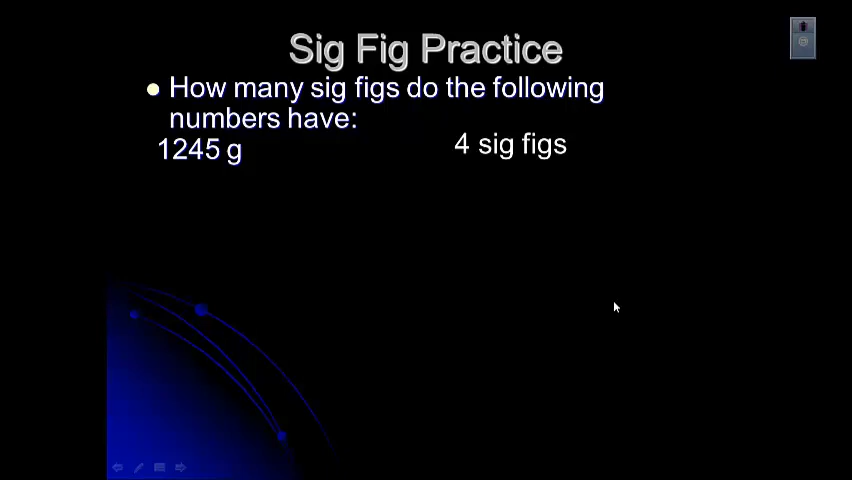 Sig Fig Practice
How many sig figs do the following
numbers have:
1245 g
4 sig figs